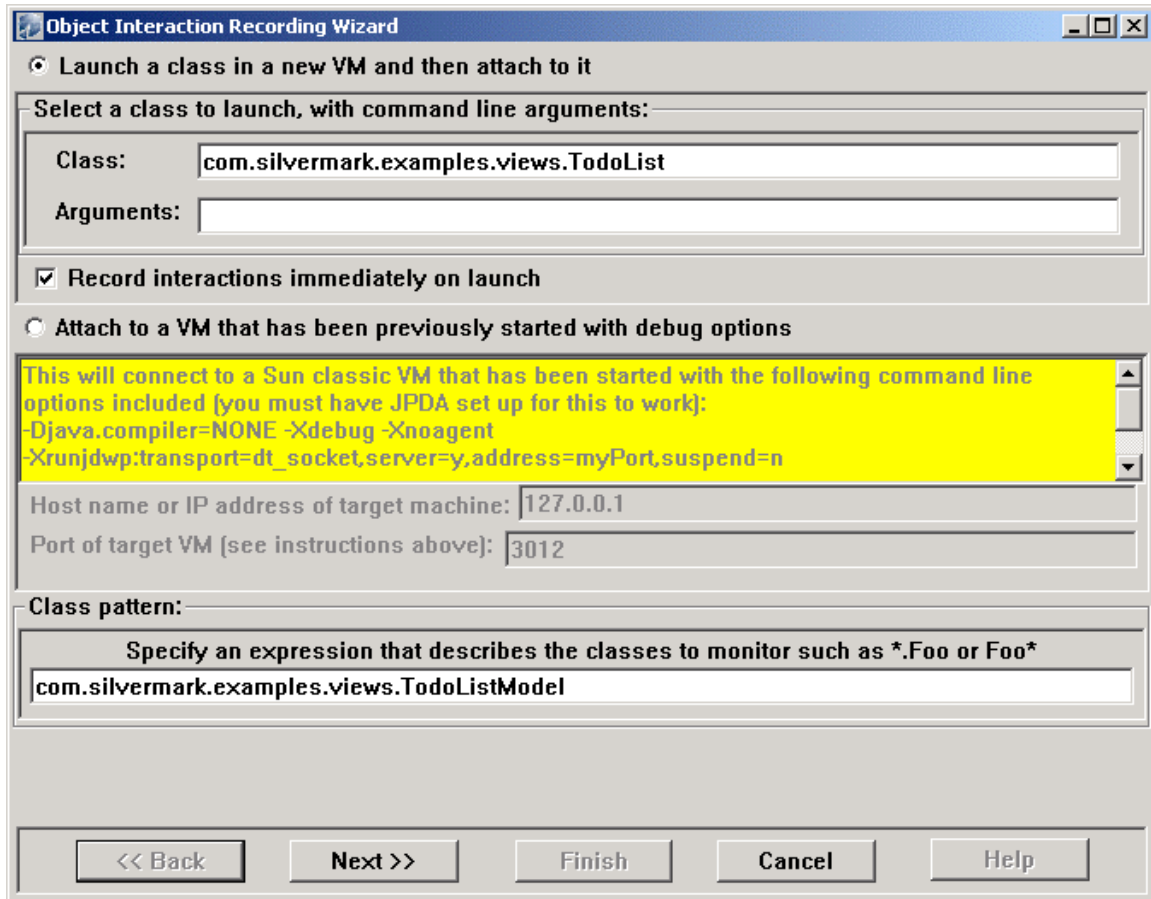 Object Interaction Recording Wizard
Launch a class in a new VM and then attach to it
Select a class to launch, with command line arguments:
Class: com.silvermark.examples.views.TodoList
Arguments:
Record interactions immediately on launch
Attach to a VM that has been previously started with debug options
This will connect to a Sun classic VM that has been started with the following command line
options included (you must have JPDA set up for this to work):
-Djava.compiler=NONE -Xdebug -Xnoagent
-Xrunjdwp:transport=dt_socket,server=y,address=myPort,suspend=n
Host name or IP address of target machine: 127.0.0.1
Port of target VM (see instructions above): 3012
Class pattern:
Specify an expression that describes the classes to monitor such as *.Foo or Foo*
com.silvermark.examples.views.TodoListModel
<< Back Next >> Finish Cancel Help